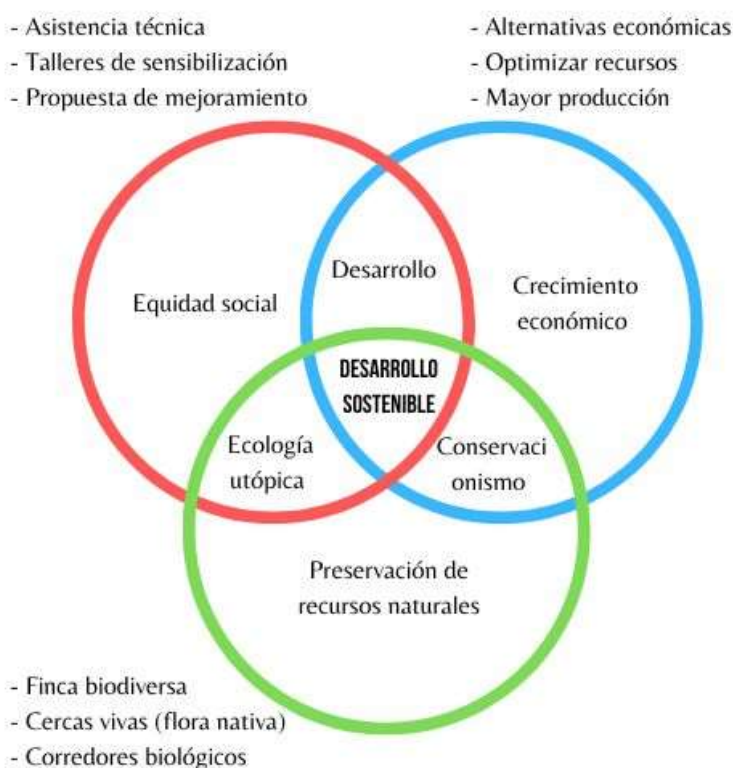 - Asistencia técnica
- Talleres de sensibilización
- Propuesta de mejoramiento
- Alternativas económicas
- Optimizar recursos
- Mayor producción
Desarrollo
Equidad social
Crecimiento
económico
DESARROLLO
SOSTENIBLE
Ecología
utópica
Conservaci
onismo
Preservación de
recursos naturales
- Finca biodiversa
- Cercas vivas (flora nativa)
- Corredores biológicos